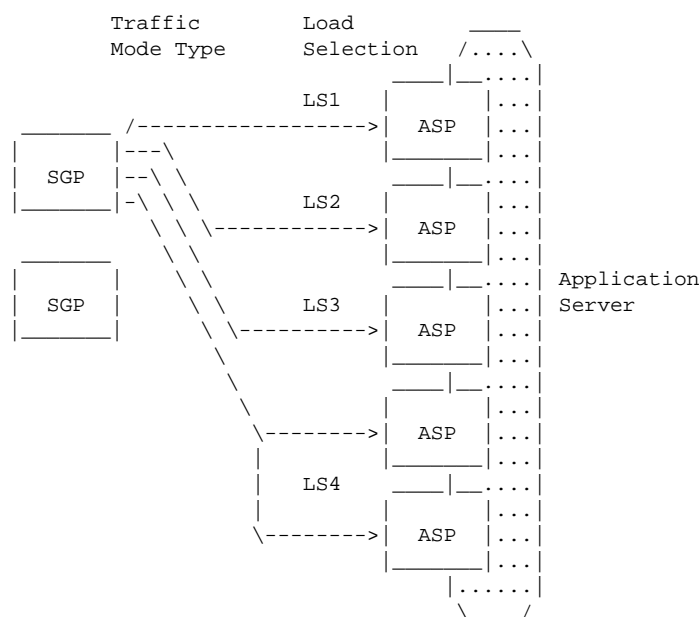 Traffic Load
Mode Type Selection
LS1
ASP
SGP
LS2
ASP
SGP
LS3
ASP
Application
Server
ASP
LS4
ASP